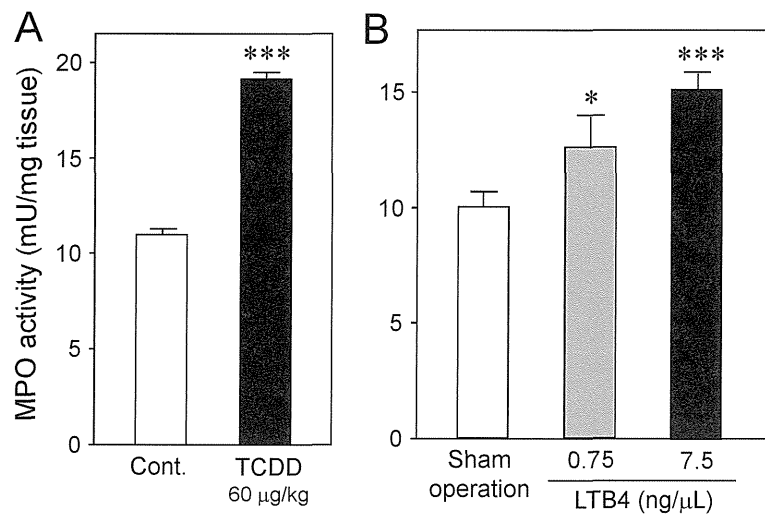 A
MPO activity (mU/mg tissue)
20
15
10
5
0
***
Cont.
TCDD
60 μg/kg
B
15
10
5
0
*
***
Sham
operation
0.75
7.5
LTB4 (ng/μL)